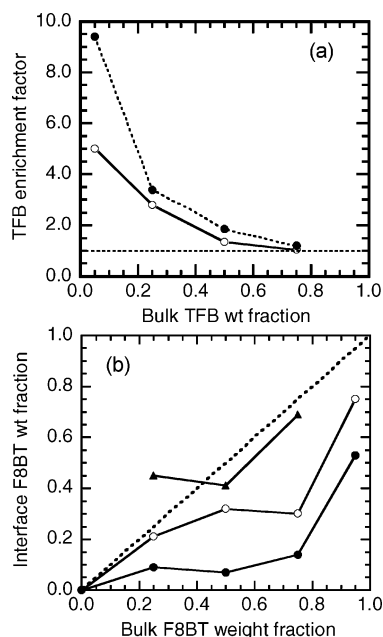 10.0
(a)
8.0
6.0
4.0
2.0
0.0
TFB enrichment factor
0.0 0.2 0.4 0.6 0.8 1.0
Bulk TFB wt fraction
1.0
(b)
0.8
0.6
0.4
0.2
0.0
Interface F8BT wt fraction
0.0 0.2 0.4 0.6 0.8 1.0
Bulk F8BT weight fraction